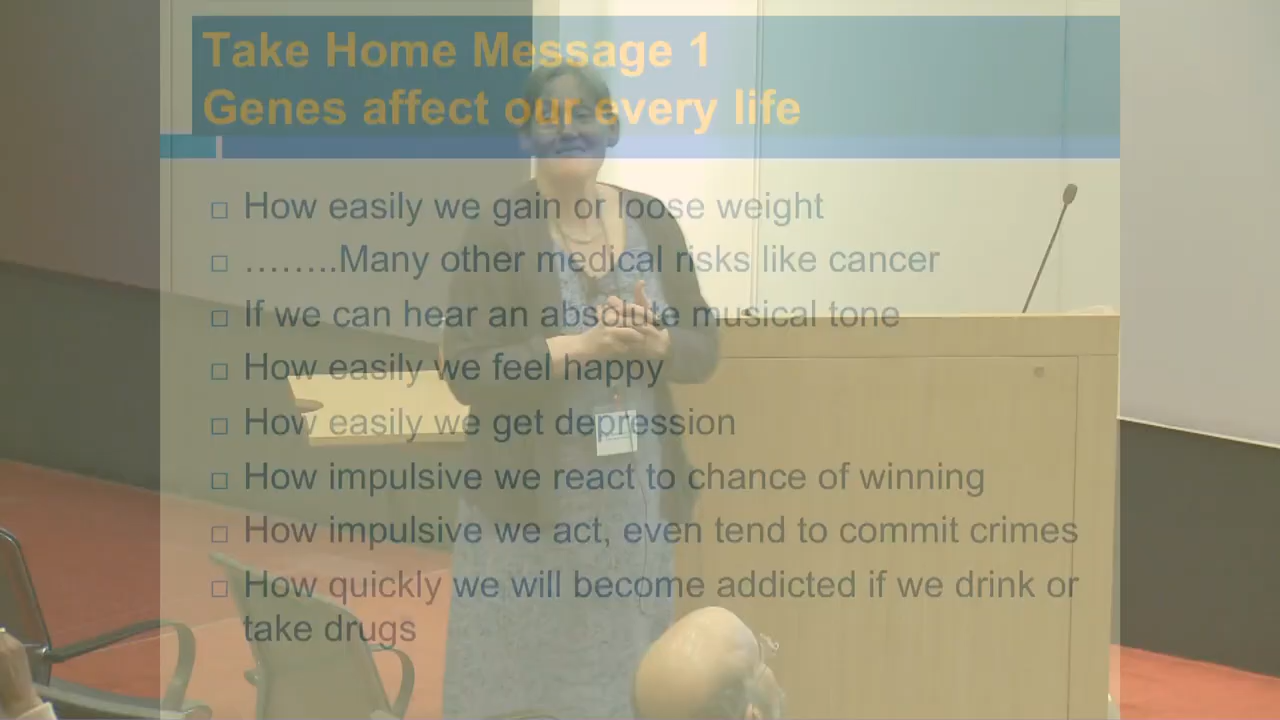 Take Home Message 1
Genes affect our every life
How easily we gain or loose weight
........Many other medical risks like cancer
If we can hear an absolute musical tone
How easily we feel happy
How easily we get depression
How impulsive we react to chance of winning
How impulsive we act, even tend to commit crimes
How quickly we will become addicted if we drink or
take drugs